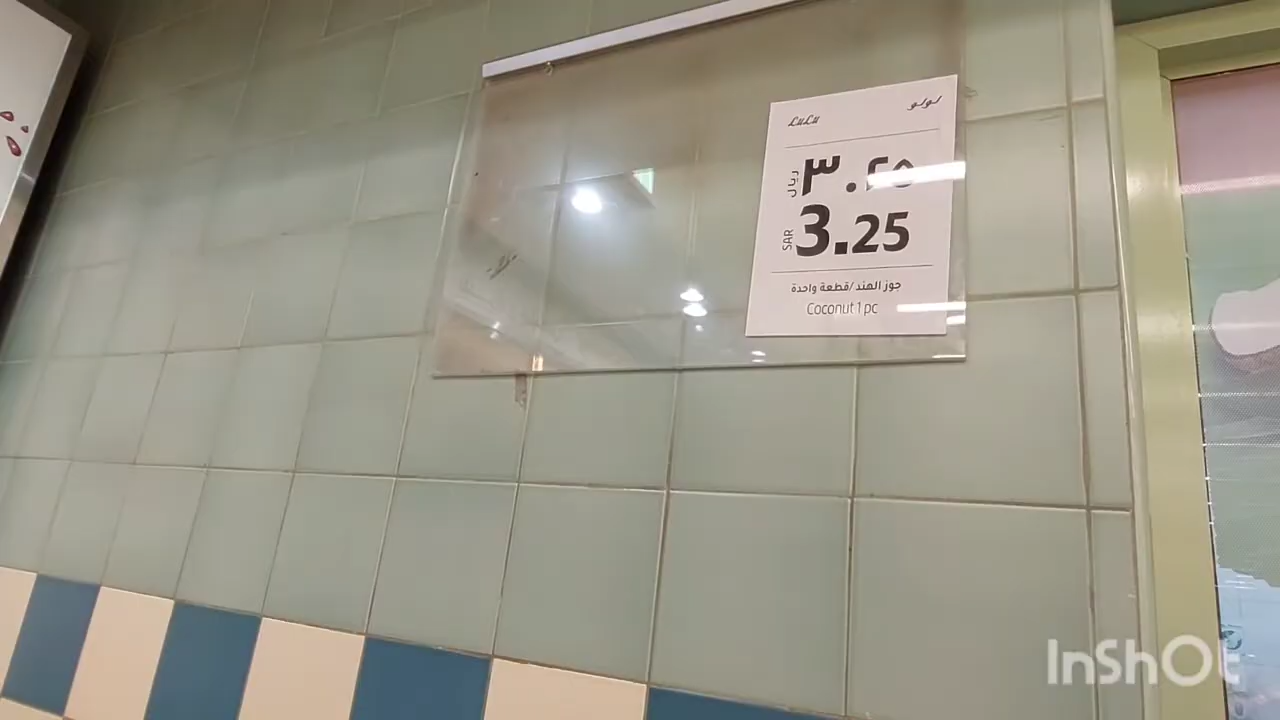 لولو
LuLu
ريال ٣.٢٥
SAR 3.25
جوز الهند/قطعة واحدة
Coconut 1 pc
InShOt